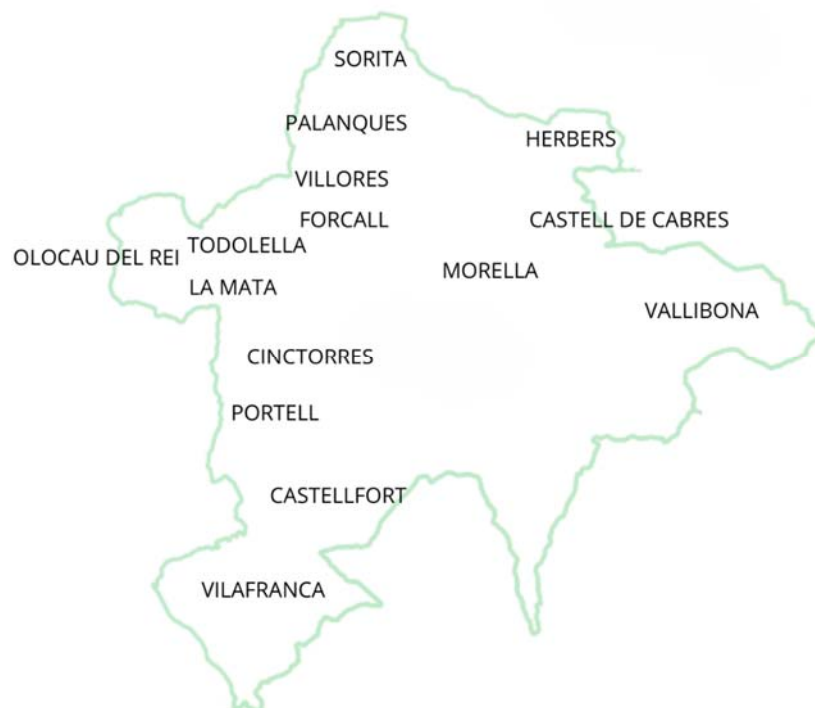 SORITA
PALANQUES
HERBERS
VILLORES
FORCALL
CASTELL DE CABRES
TODOLELLA
OLOCAU DEL REI
MORELLA
LA MATA
VALLIBONA
CINCTORRES
PORTELL
CASTELLFORT
VILAFRANCA